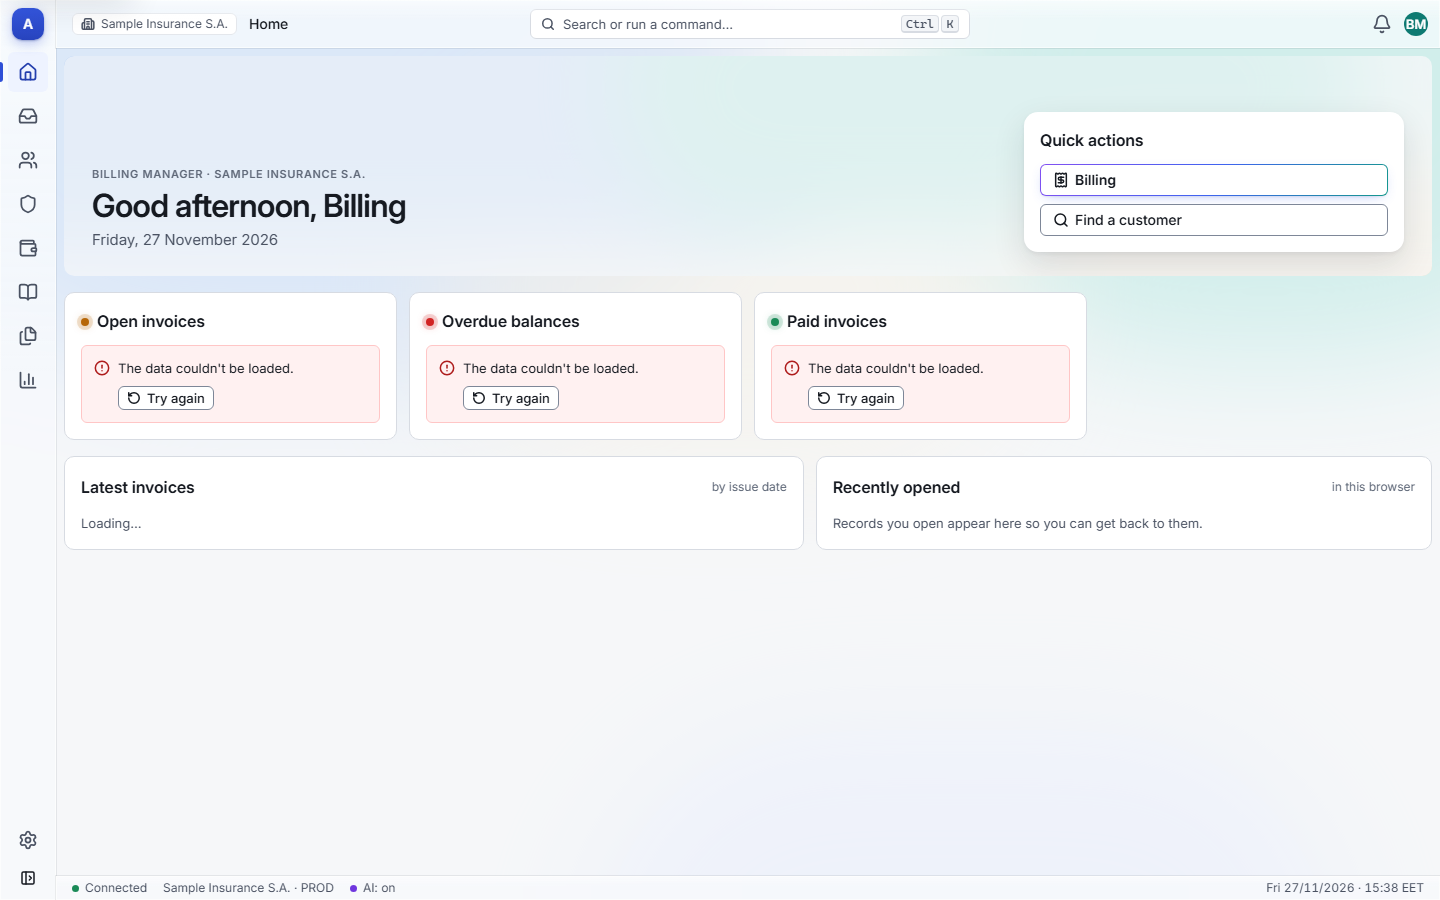 A
Sample Insurance S.A.
Home
Search or run a command...
Ctrl K
BM
BILLING MANAGER · SAMPLE INSURANCE S.A.
Good afternoon, Billing
Friday, 27 November 2026
Quick actions
Billing
Find a customer
Open invoices
The data couldn't be loaded.
Try again
Overdue balances
The data couldn't be loaded.
Try again
Paid invoices
The data couldn't be loaded.
Try again
Latest invoices
by issue date
Loading...
Recently opened
in this browser
Records you open appear here so you can get back to them.
Connected
Sample Insurance S.A. · PROD
AI: on
Fri 27/11/2026 · 15:38 EET